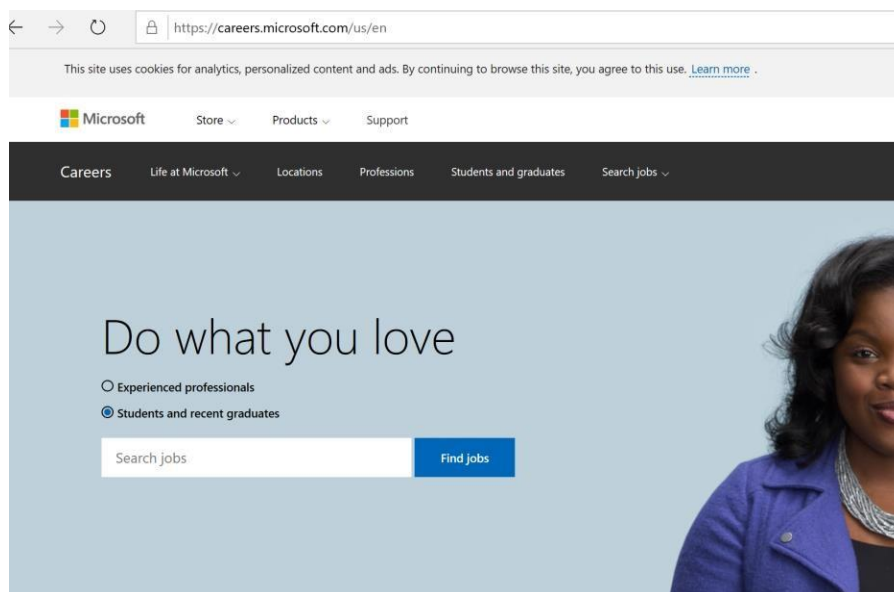 https://careers.microsoft.com/us/en
This site uses cookies for analytics, personalized content and ads. By continuing to browse this site, you agree to this use. Learn more .
Microsoft Store Products Support
Careers Life at Microsoft Locations Professions Students and graduates Search jobs
Do what you love
Experienced professionals
Students and recent graduates
Search jobs Find jobs